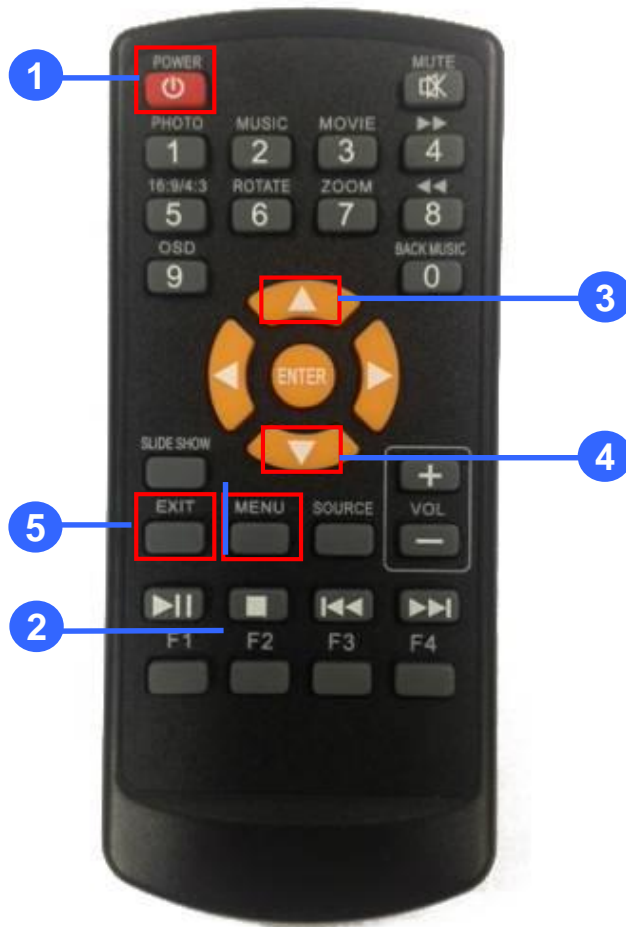 POWER MUTE
1
PHOTO MUSIC MOVIE
1 2 3 4
16:9/4:3 ROTATE ZOOM
5 6 7 8
OSD BACK MUSIC
9 0
3
ENTER
SLIDE SHOW
4
+
EXIT MENU SOURCE VOL
5
−
2
F1 F2 F3 F4